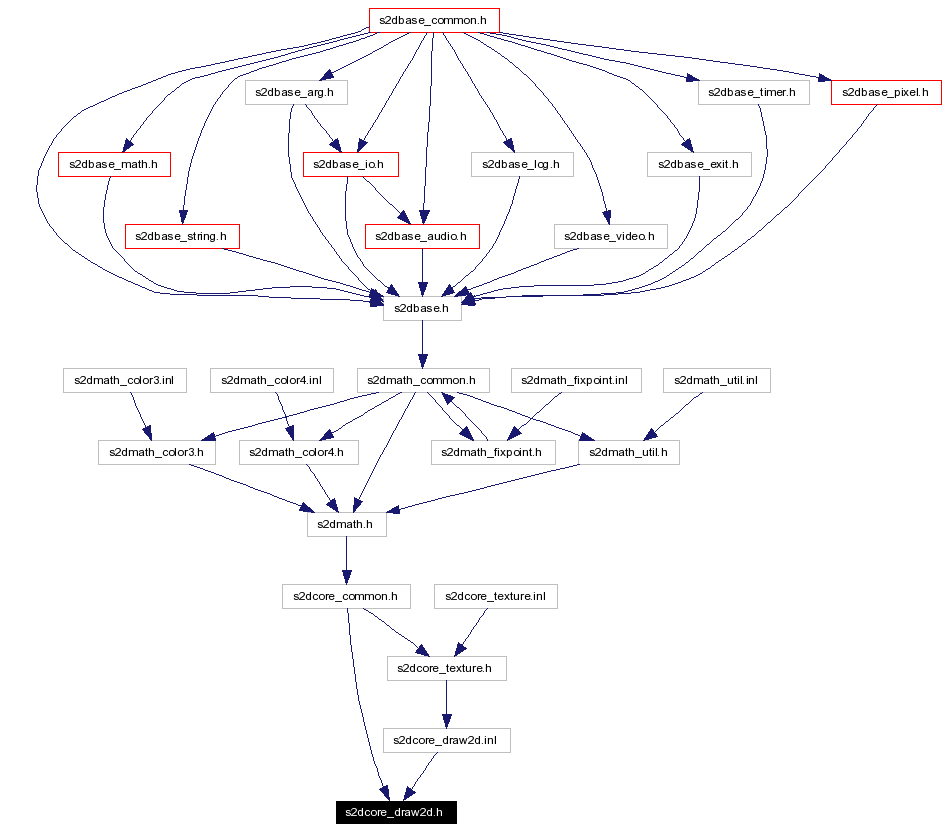 s2dbase_common.h
s2dbase_arg.h
s2dbase_timer.h
s2dbase_pixel.h
s2dbase_math.h
s2dbase_io.h
s2dbase_log.h
s2dbase_exit.h
s2dbase_string.h
s2dbase_audio.h
s2dbase_video.h
s2dbase.h
s2dmath_color3.inl
s2dmath_color4.inl
s2dmath_common.h
s2dmath_fixpoint.inl
s2dmath_util.inl
s2dmath_color3.h
s2dmath_color4.h
s2dmath_fixpoint.h
s2dmath_util.h
s2dmath.h
s2dcore_common.h
s2dcore_texture.inl
s2dcore_texture.h
s2dcore_draw2d.inl
s2dcore_draw2d.h